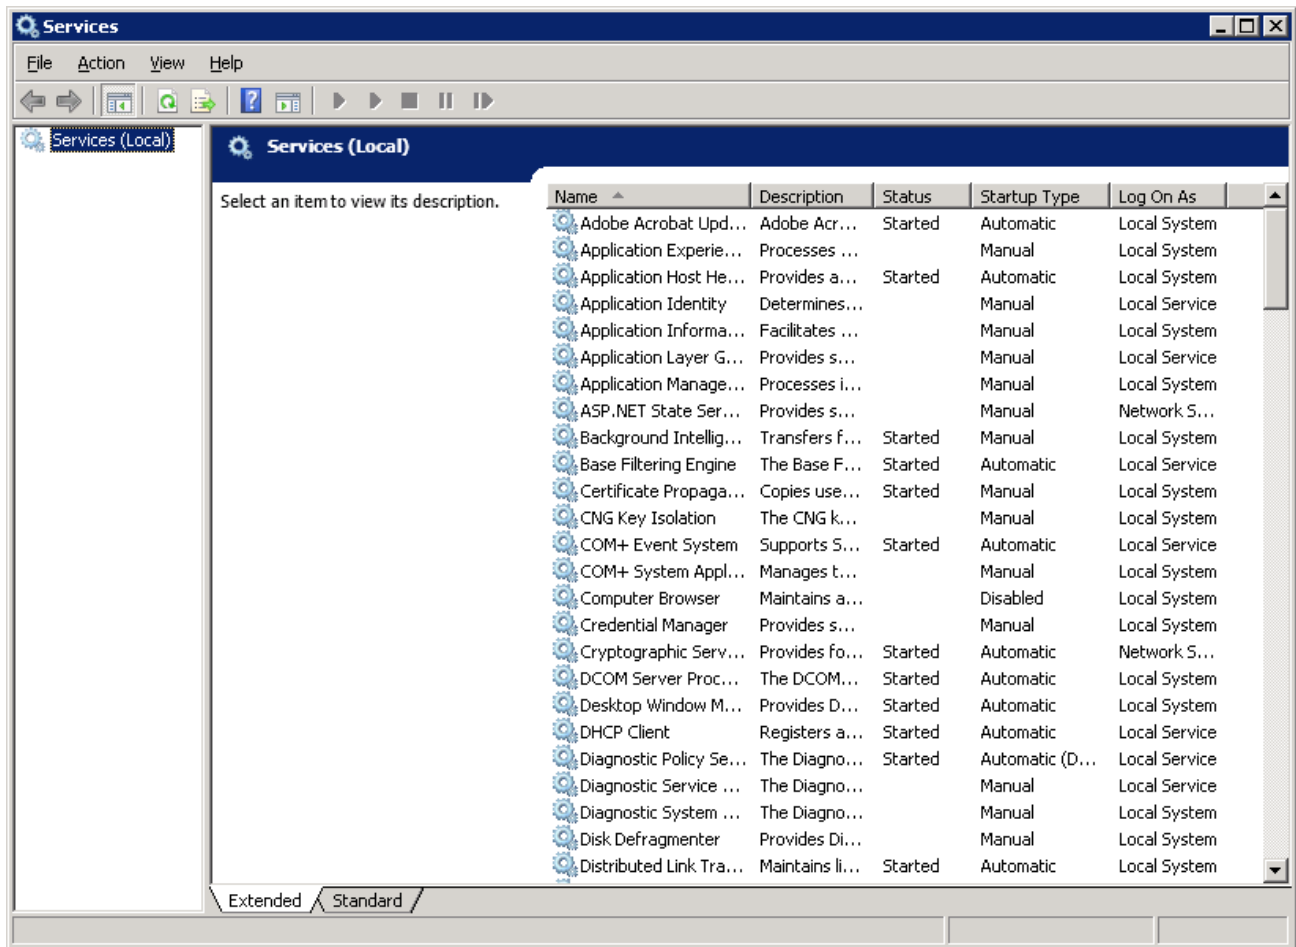 Services
File Action View Help
Services (Local)
Services (Local)
Select an item to view its description.
Name Description Status Startup Type Log On As
Adobe Acrobat Upd... Adobe Acr... Started Automatic Local System
Application Experie... Processes ... Manual Local System
Application Host He... Provides a... Started Automatic Local System
Application Identity Determines... Manual Local Service
Application Informa... Facilitates ... Manual Local System
Application Layer G... Provides s... Manual Local Service
Application Manage... Processes i... Manual Local System
ASP.NET State Ser... Provides s... Manual Network S...
Background Intellig... Transfers f... Started Manual Local System
Base Filtering Engine The Base F... Started Automatic Local Service
Certificate Propaga... Copies use... Started Manual Local System
CNG Key Isolation The CNG k... Manual Local System
COM+ Event System Supports S... Started Automatic Local Service
COM+ System Appl... Manages t... Manual Local System
Computer Browser Maintains a... Disabled Local System
Credential Manager Provides s... Manual Local System
Cryptographic Serv... Provides fo... Started Automatic Network S...
DCOM Server Proc... The DCOM... Started Automatic Local System
Desktop Window M... Provides D... Started Automatic Local System
DHCP Client Registers a... Started Automatic Local Service
Diagnostic Policy Se... The Diagno... Started Automatic (D... Local Service
Diagnostic Service ... The Diagno... Manual Local Service
Diagnostic System ... The Diagno... Manual Local System
Disk Defragmenter Provides Di... Manual Local System
Distributed Link Tra... Maintains li... Started Automatic Local System
Extended Standard